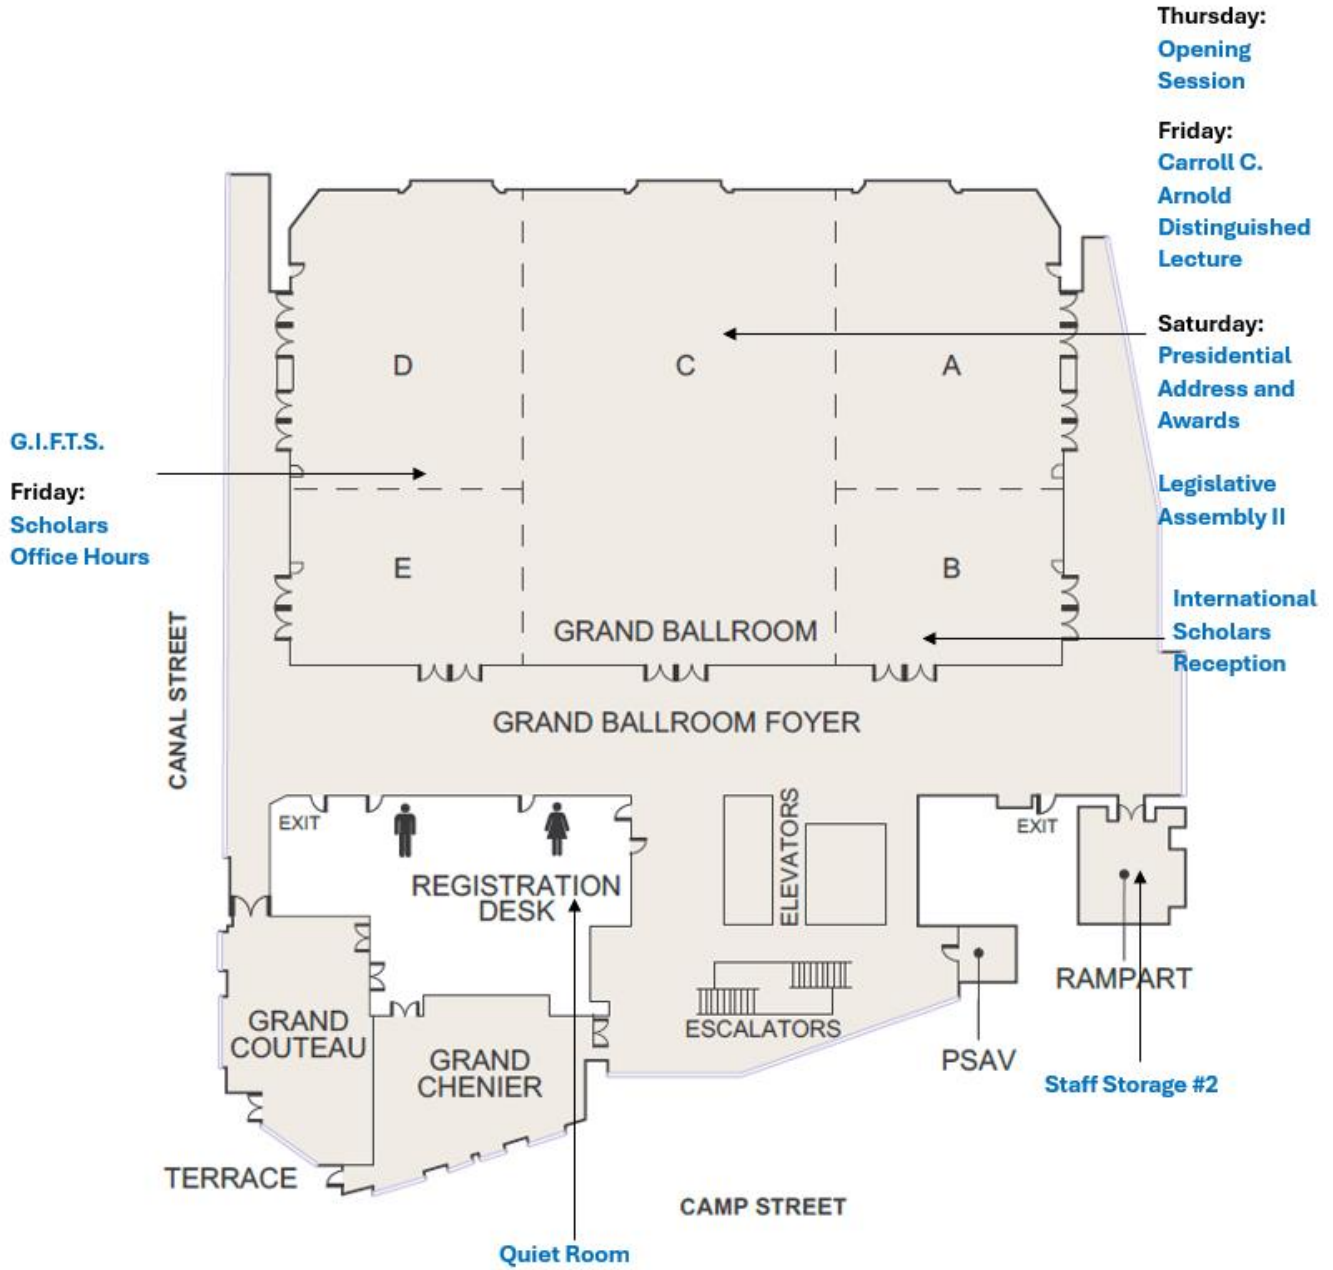 Thursday:
Opening
Session
Friday:
Carroll C.
Arnold
Distinguished
Lecture
Saturday:
Presidential
Address and
Awards
Legislative
Assembly II
International
Scholars
Reception
G.I.F.T.S.
Friday:
Scholars
Office Hours
D
C
A
E
B
GRAND BALLROOM
CANAL STREET
GRAND BALLROOM FOYER
EXIT
ELEVATORS
EXIT
REGISTRATION
DESK
RAMPART
GRAND
COUTEAU
ESCALATORS
GRAND
CHENIER
PSAV
Staff Storage #2
TERRACE
CAMP STREET
Quiet Room